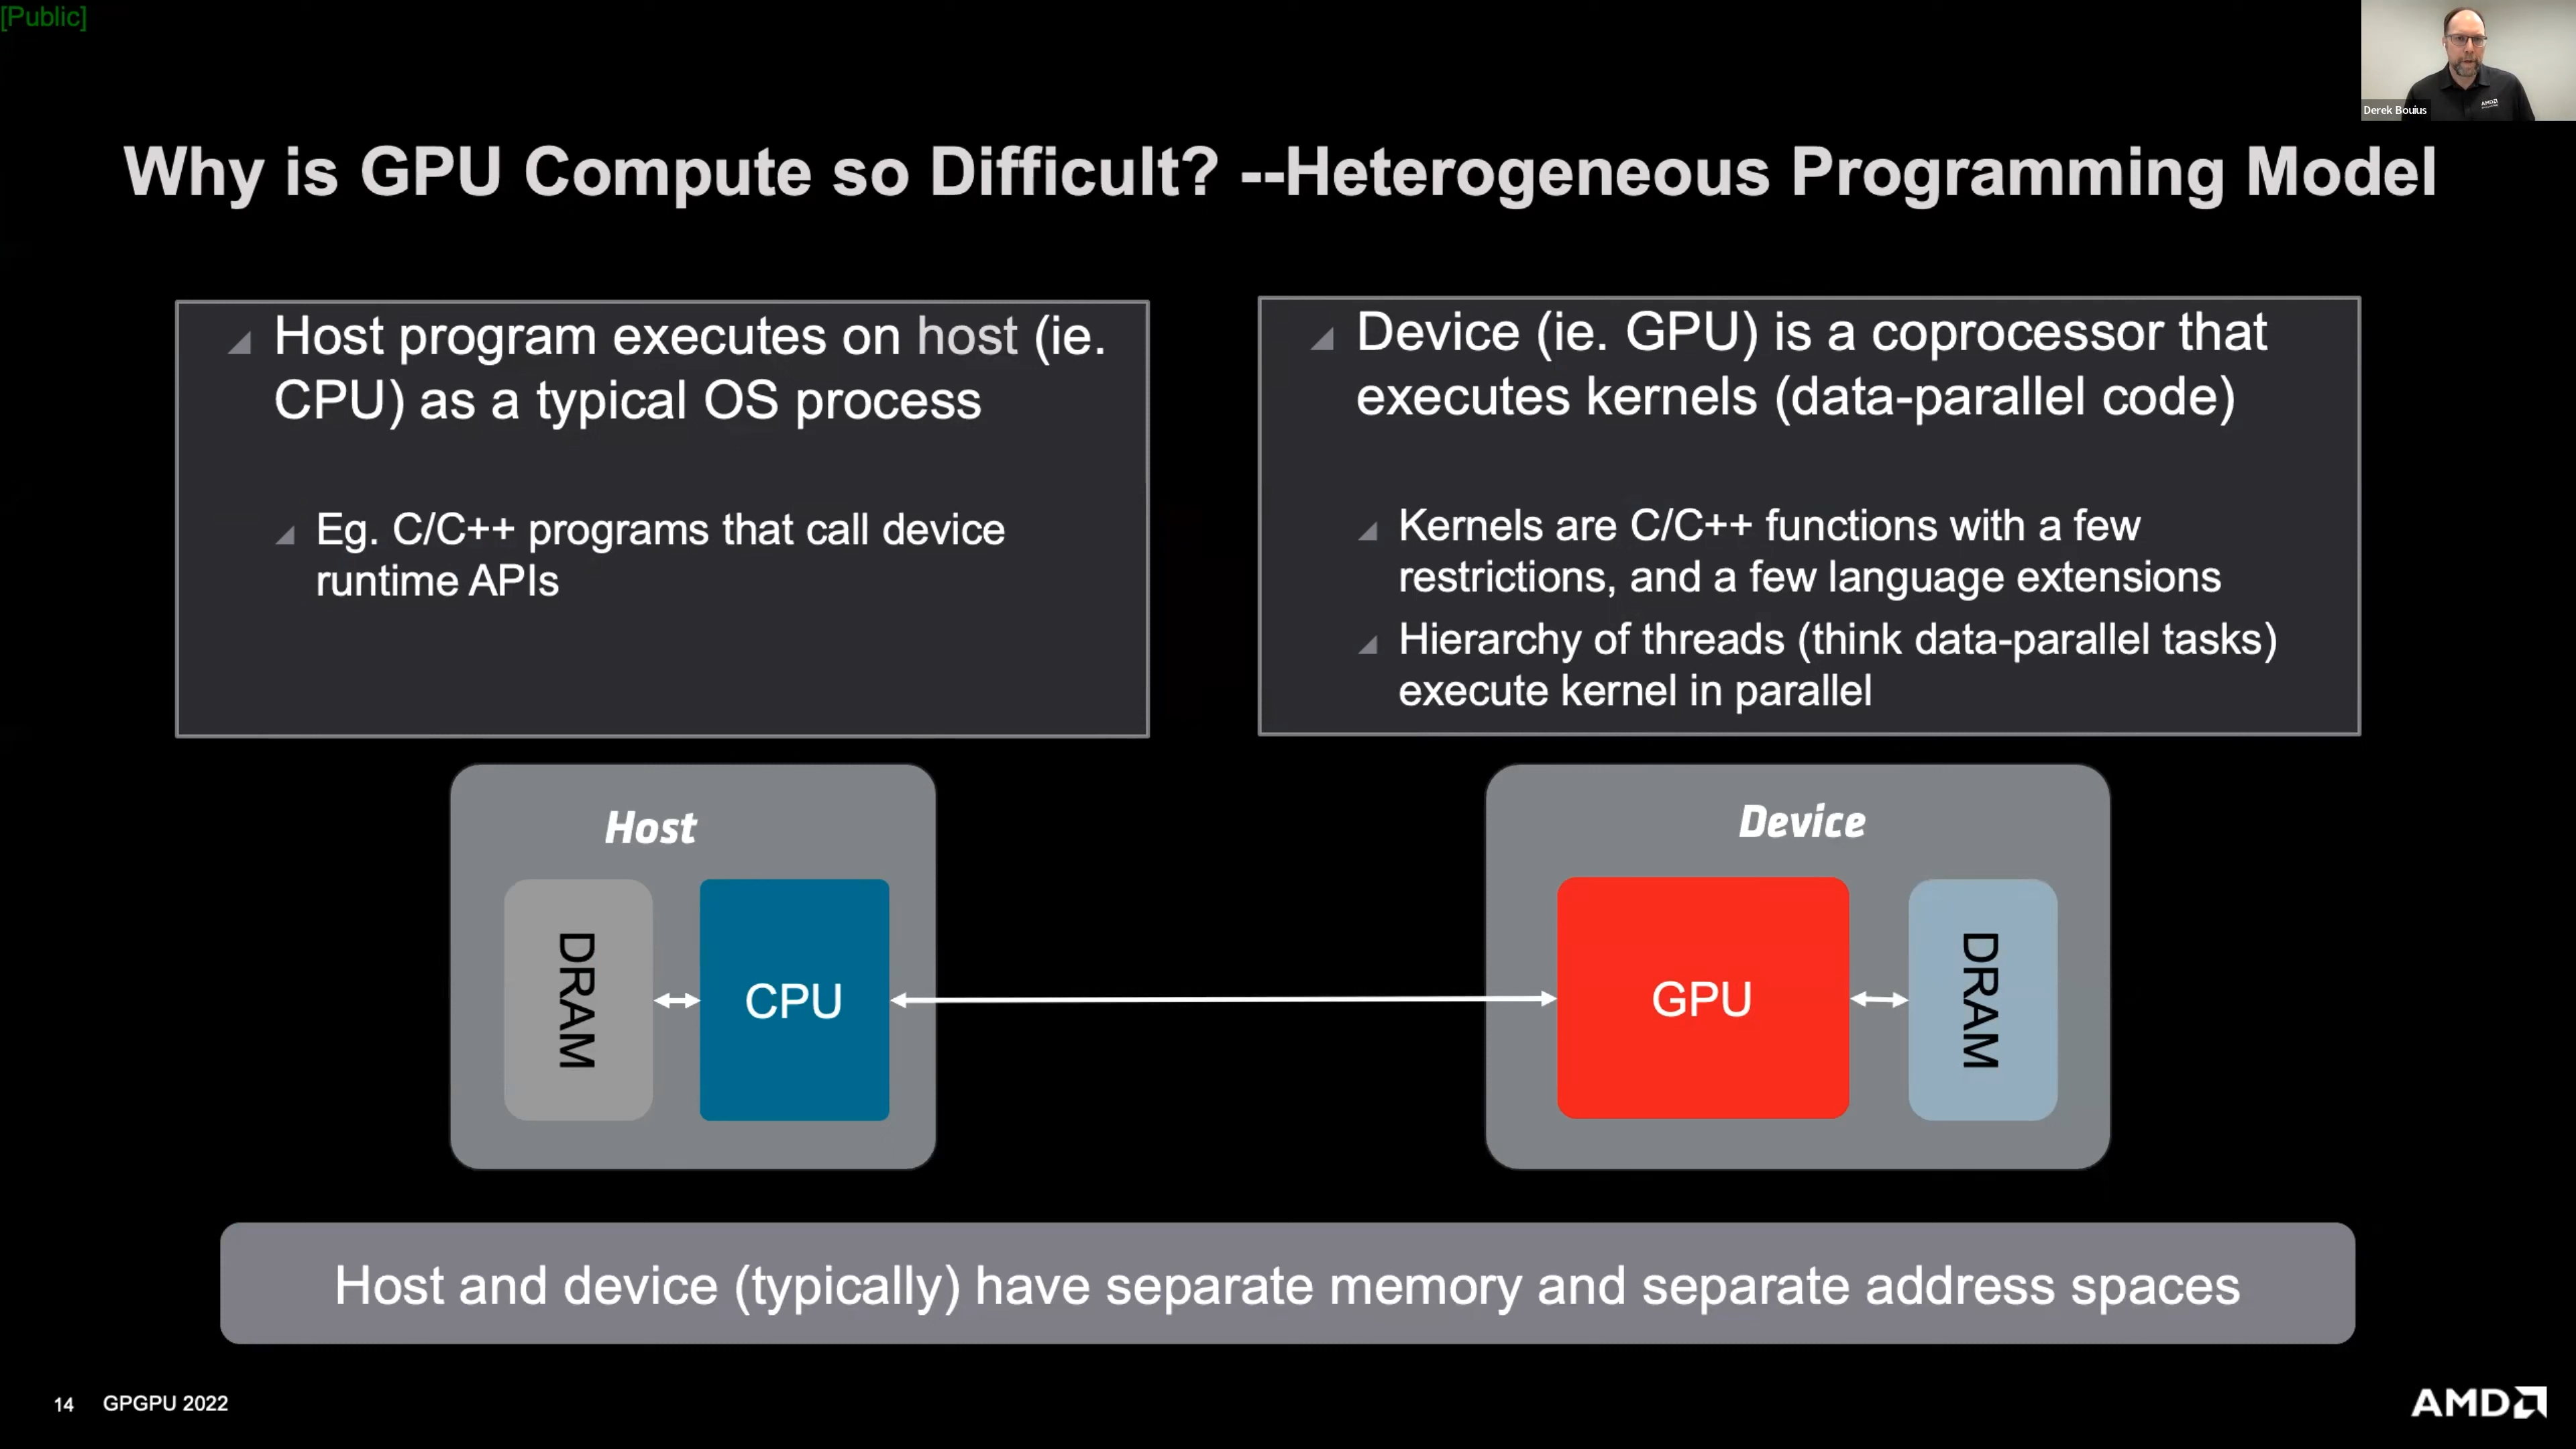 [Public]
Derek Bouius
AMD
Why is GPU Compute so Difficult? --Heterogeneous Programming Model
Host program executes on host (ie.
CPU) as a typical OS process
Eg. C/C++ programs that call device
runtime APIs
Device (ie. GPU) is a coprocessor that
executes kernels (data-parallel code)
Kernels are C/C++ functions with a few
restrictions, and a few language extensions
Hierarchy of threads (think data-parallel tasks)
execute kernel in parallel
Host
DRAM
CPU
Device
GPU
DRAM
Host and device (typically) have separate memory and separate address spaces
14 GPGPU 2022
AMD